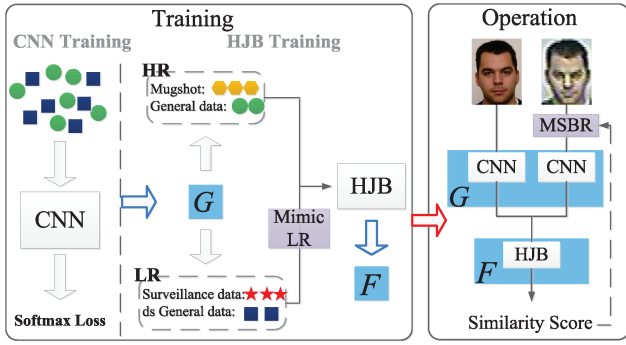 Training
CNN Training
HJB Training
CNN
Softmax Loss
HR
Mugshot:
General data:
G
Mimic
LR
HJB
F
LR
Surveillance data:
ds General data:
Operation
MSBR
CNN
CNN
G
HJB
F
Similarity Score